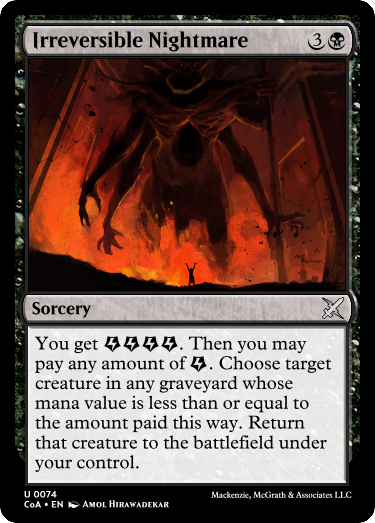 Irreversible Nightmare 3
Sorcery
You get. Then you may
pay any amount of. Choose target
creature in any graveyard whose
mana value is less than or equal to
the amount paid this way. Return
that creature to the battlefield under
your control.
U 0074
CoA • EN Amol Hirawadekar
Mackenzie, McGrath & Associates LLC